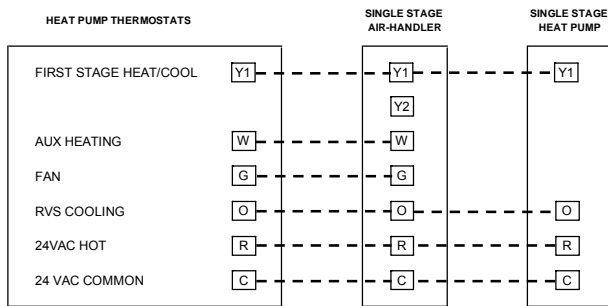 HEAT PUMP THERMOSTATS
SINGLE STAGE
AIR-HANDLER
SINGLE STAGE
HEAT PUMP
FIRST STAGE HEAT/COOL Y1 Y1 Y1
Y2
AUX HEATING W W
FAN G G
RVS COOLING O O O
24VAC HOT R R R
24 VAC COMMON C C C